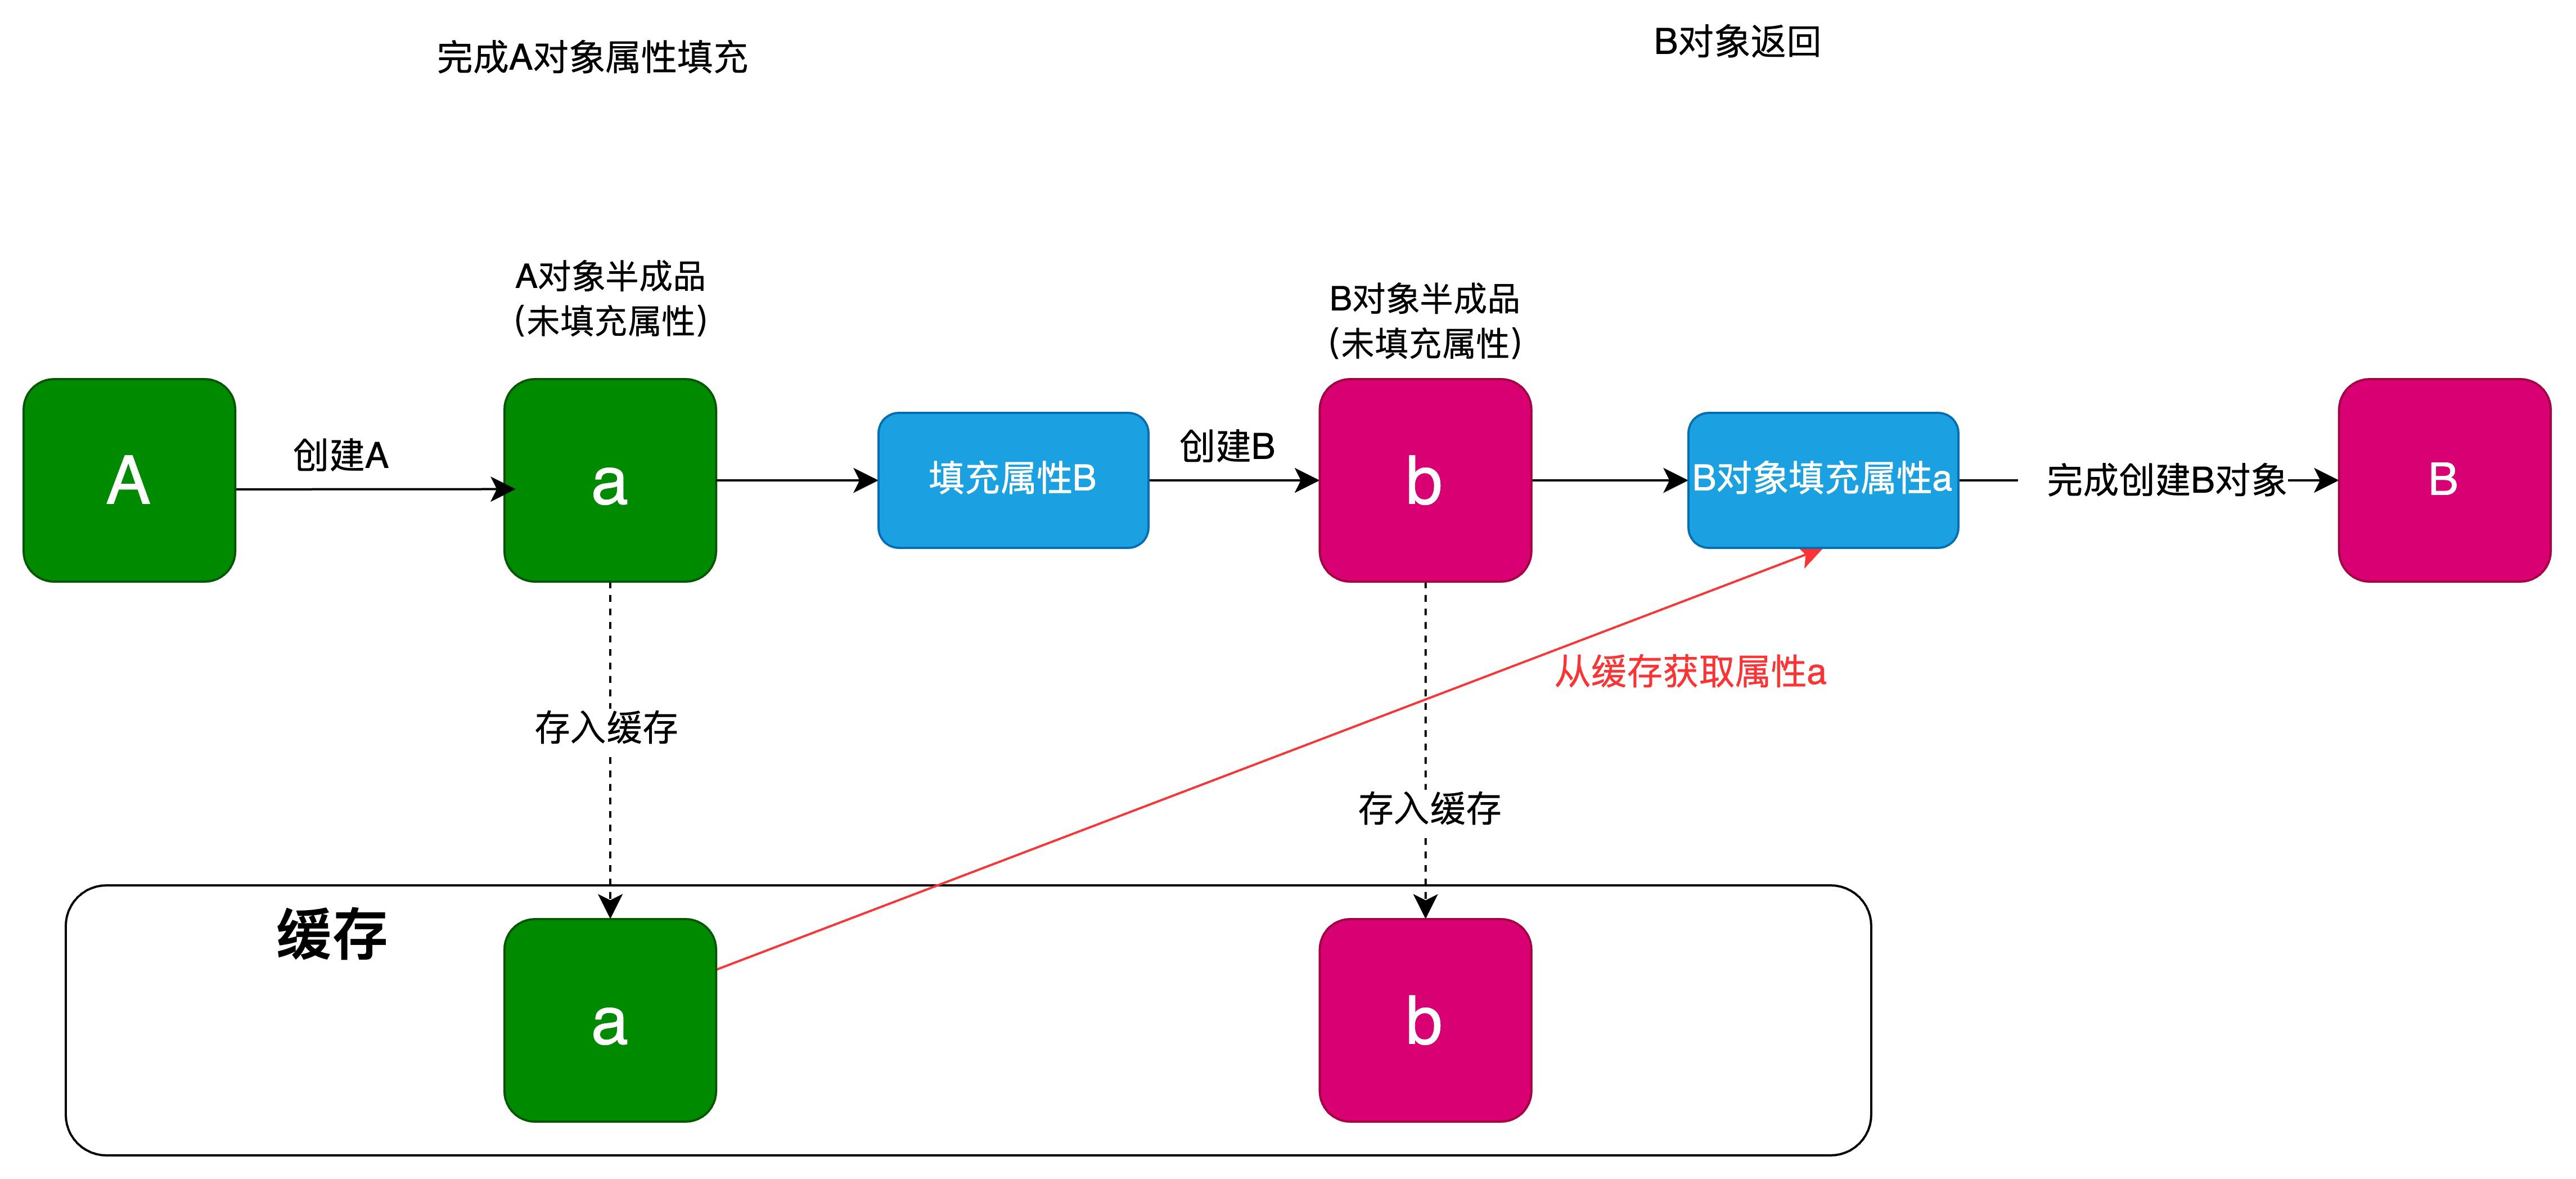 完成A对象属性填充
B对象返回
A对象半成品
(未填充属性)
B对象半成品
(未填充属性)
A
创建A
a
填充属性B
创建B
b
B对象填充属性a
完成创建B对象
B
从缓存获取属性a
存入缓存
存入缓存
缓存
a
b